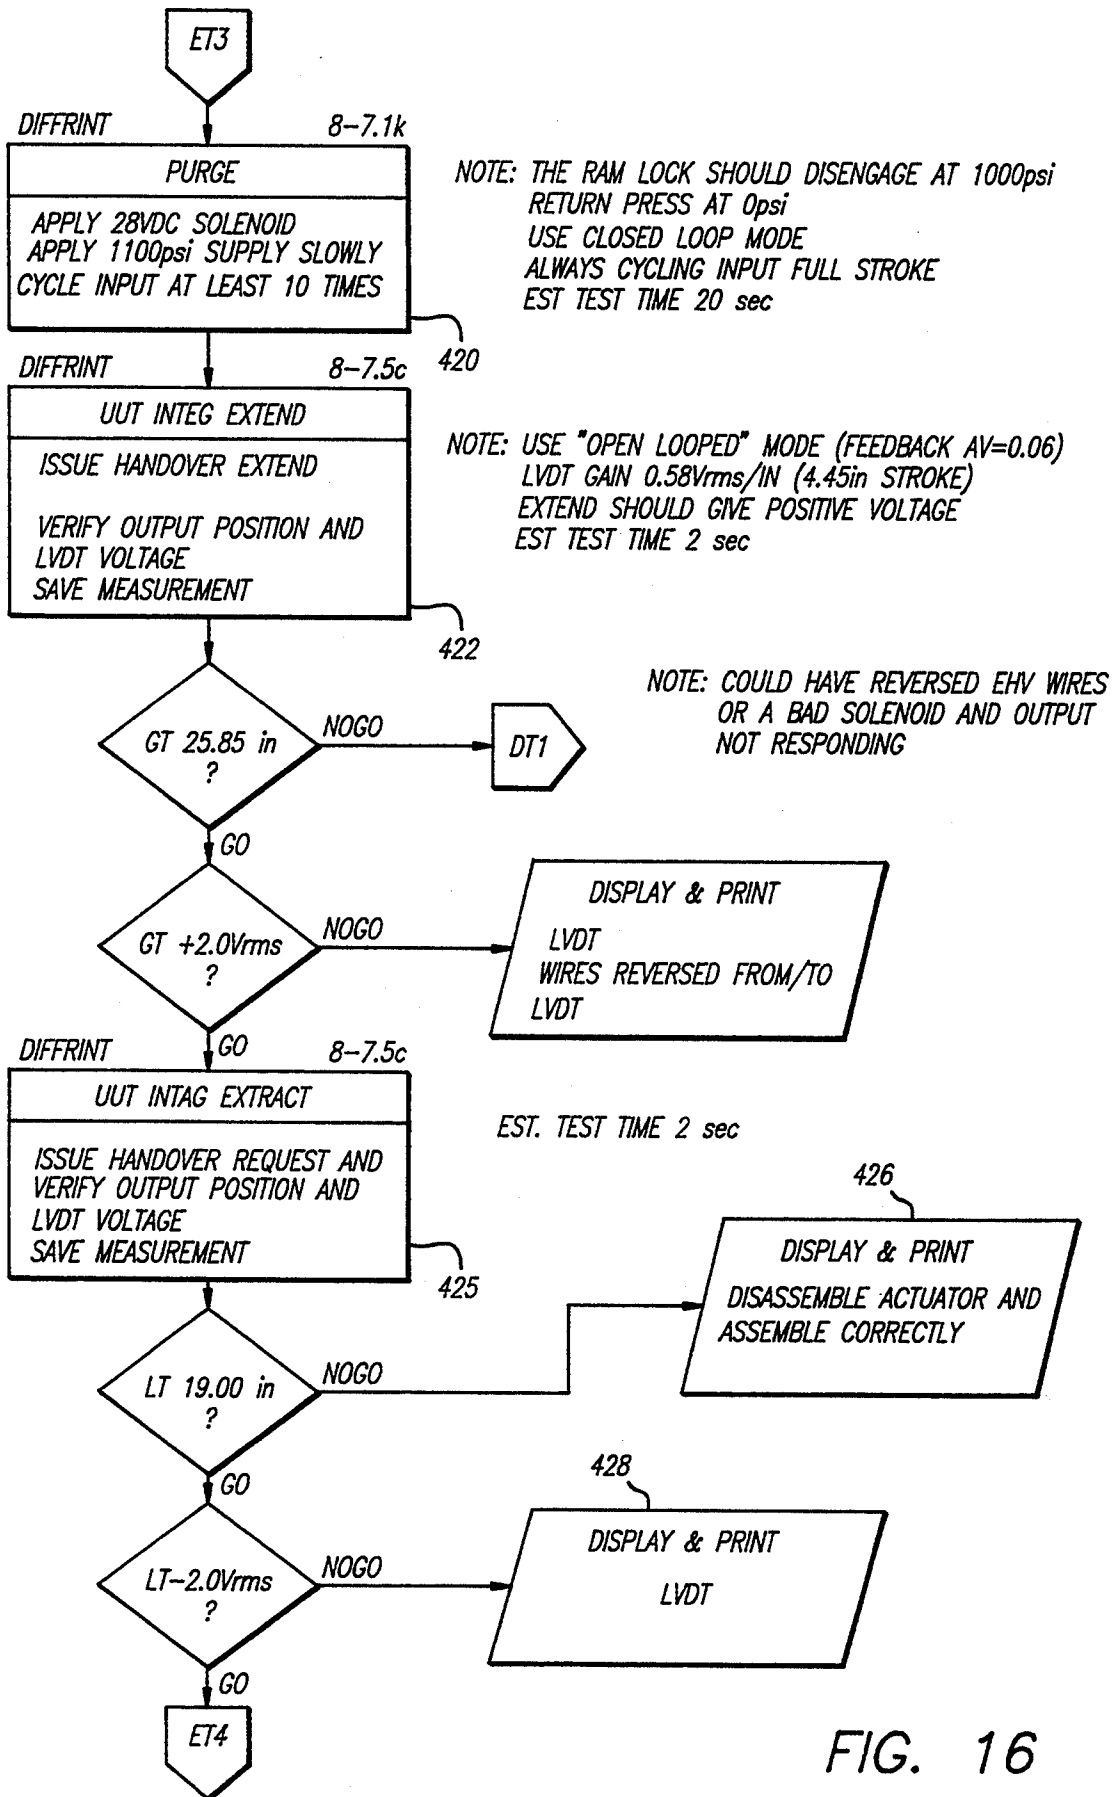 ET3
DIFFRINT 8-7.1k
PURGE
APPLY 28VDC SOLENOID
APPLY 1100psi SUPPLY SLOWLY
CYCLE INPUT AT LEAST 10 TIMES
420
NOTE: THE RAM LOCK SHOULD DISENGAGE AT 1000psi
RETURN PRESS AT 0psi
USE CLOSED LOOP MODE
ALWAYS CYCLING INPUT FULL STROKE
EST TEST TIME 20 sec
DIFFRINT 8-7.5c
UUT INTEG EXTEND
ISSUE HANDOVER EXTEND
VERIFY OUTPUT POSITION AND
LVDT VOLTAGE
SAVE MEASUREMENT
422
NOTE: USE "OPEN LOOPED" MODE (FEEDBACK AV=0.06)
LVDT GAIN 0.58Vrms/IN (4.45in STROKE)
EXTEND SHOULD GIVE POSITIVE VOLTAGE
EST TEST TIME 2 sec
GT 25.85 in
?
NOGO
DT1
NOTE: COULD HAVE REVERSED EHV WIRES
OR A BAD SOLENOID AND OUTPUT
NOT RESPONDING
GO
GT +2.0Vrms
?
NOGO
DISPLAY & PRINT
LVDT
WIRES REVERSED FROM/TO
LVDT
GO
DIFFRINT 8-7.5c
UUT INTAG EXTRACT
ISSUE HANDOVER REQUEST AND
VERIFY OUTPUT POSITION AND
LVDT VOLTAGE
SAVE MEASUREMENT
425
EST. TEST TIME 2 sec
LT 19.00 in
?
NOGO
426
DISPLAY & PRINT
DISASSEMBLE ACTUATOR AND
ASSEMBLE CORRECTLY
GO
LT-2.0Vrms
?
NOGO
428
DISPLAY & PRINT
LVDT
GO
ET4
FIG. 16